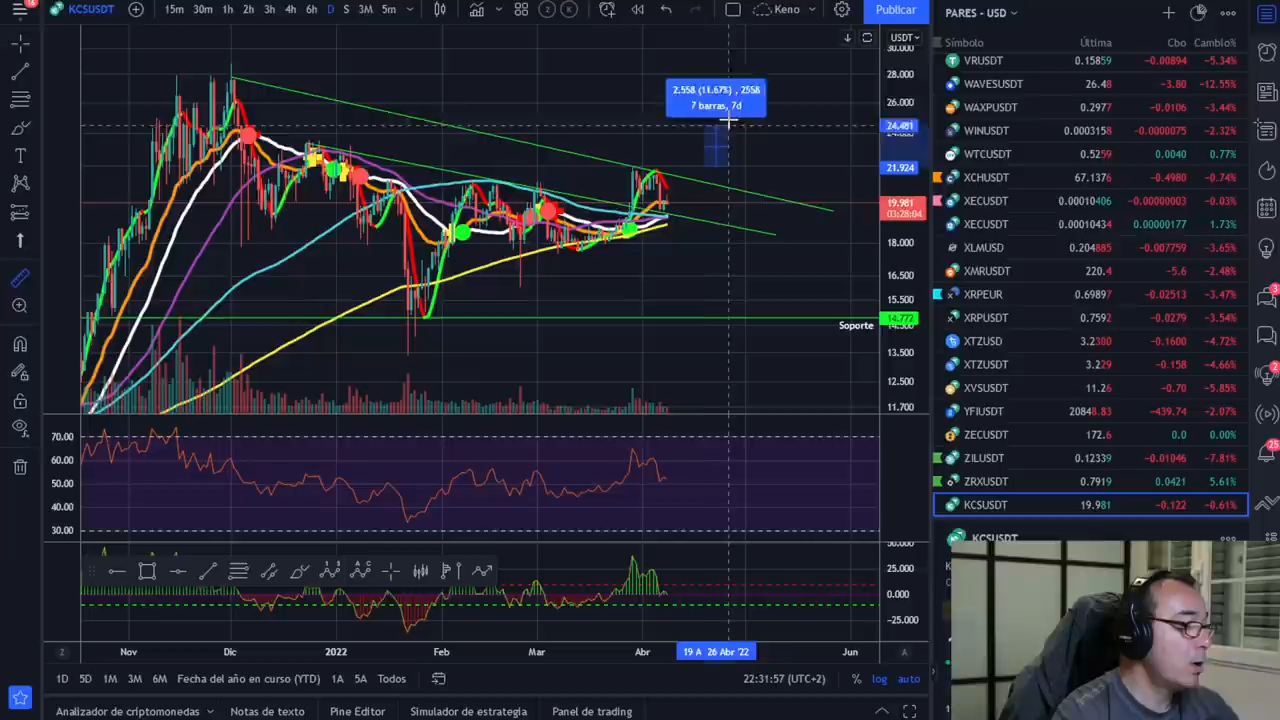 16
KCSUSDT
15m 30m 1h 2h 3h 4h 6h D S 3M 5m
2 K
Keno
Publicar
PARES - USD
USDT
Símbolo Última Cbo Cambio%
VRUSDT 0.15859 -0.00894 -5.34%
WAVESUSDT 26.48 -3.80 -12.55%
WAXPUSDT 0.2977 -0.0106 -3.44%
WINUSDT 0.0003158 -0.0000075 -2.32%
WTCUSDT 0.5259 0.0040 0.77%
XCHUSDT 67.1376 -0.4980 -0.74%
XECUSDT 0.00010406 -0.00000003 -0.03%
XECUSDT 0.00010434 0.00000177 1.73%
XLMUSD 0.204885 -0.007759 -3.65%
XMRUSDT 220.4 -5.6 -2.48%
XRPEUR 0.69897 -0.02513 -3.47%
XRPUSDT 0.7592 -0.0279 -3.54%
XTZUSD 3.2300 -0.1600 -4.72%
XTZUSDT 3.229 -0.158 -4.66%
XVSUSDT 11.26 -0.70 -5.85%
YFIUSDT 20848.83 -439.74 -2.07%
ZECUSDT 172.6 0.0 0.00%
ZILUSDT 0.12339 -0.01046 -7.81%
ZRXUSDT 0.7919 0.0421 5.61%
KCSUSDT 19.981 -0.122 -0.61%
KCSUSDT
3
2
25
30.000
28.000
26.000
24.481
21.924
19.981
03:28:04
18.000
16.500
15.500
14.772
13.500
12.500
11.700
2.558 (11.67%) , 2558
7 barras, 7d
Soporte
70.00
60.00
50.00
40.00
30.00
50.000
25.000
0.000
-25.000
Z Nov Dic 2022 Feb Mar Abr 19 A 26 Abr '22 Jun A
1D 5D 1M 3M 6M Fecha del año en curso (YTD) 1A 5A Todos
22:31:57 (UTC+2) % log auto
Analizador de criptomonedas Notas de texto Pine Editor Simulador de estrategia Panel de trading